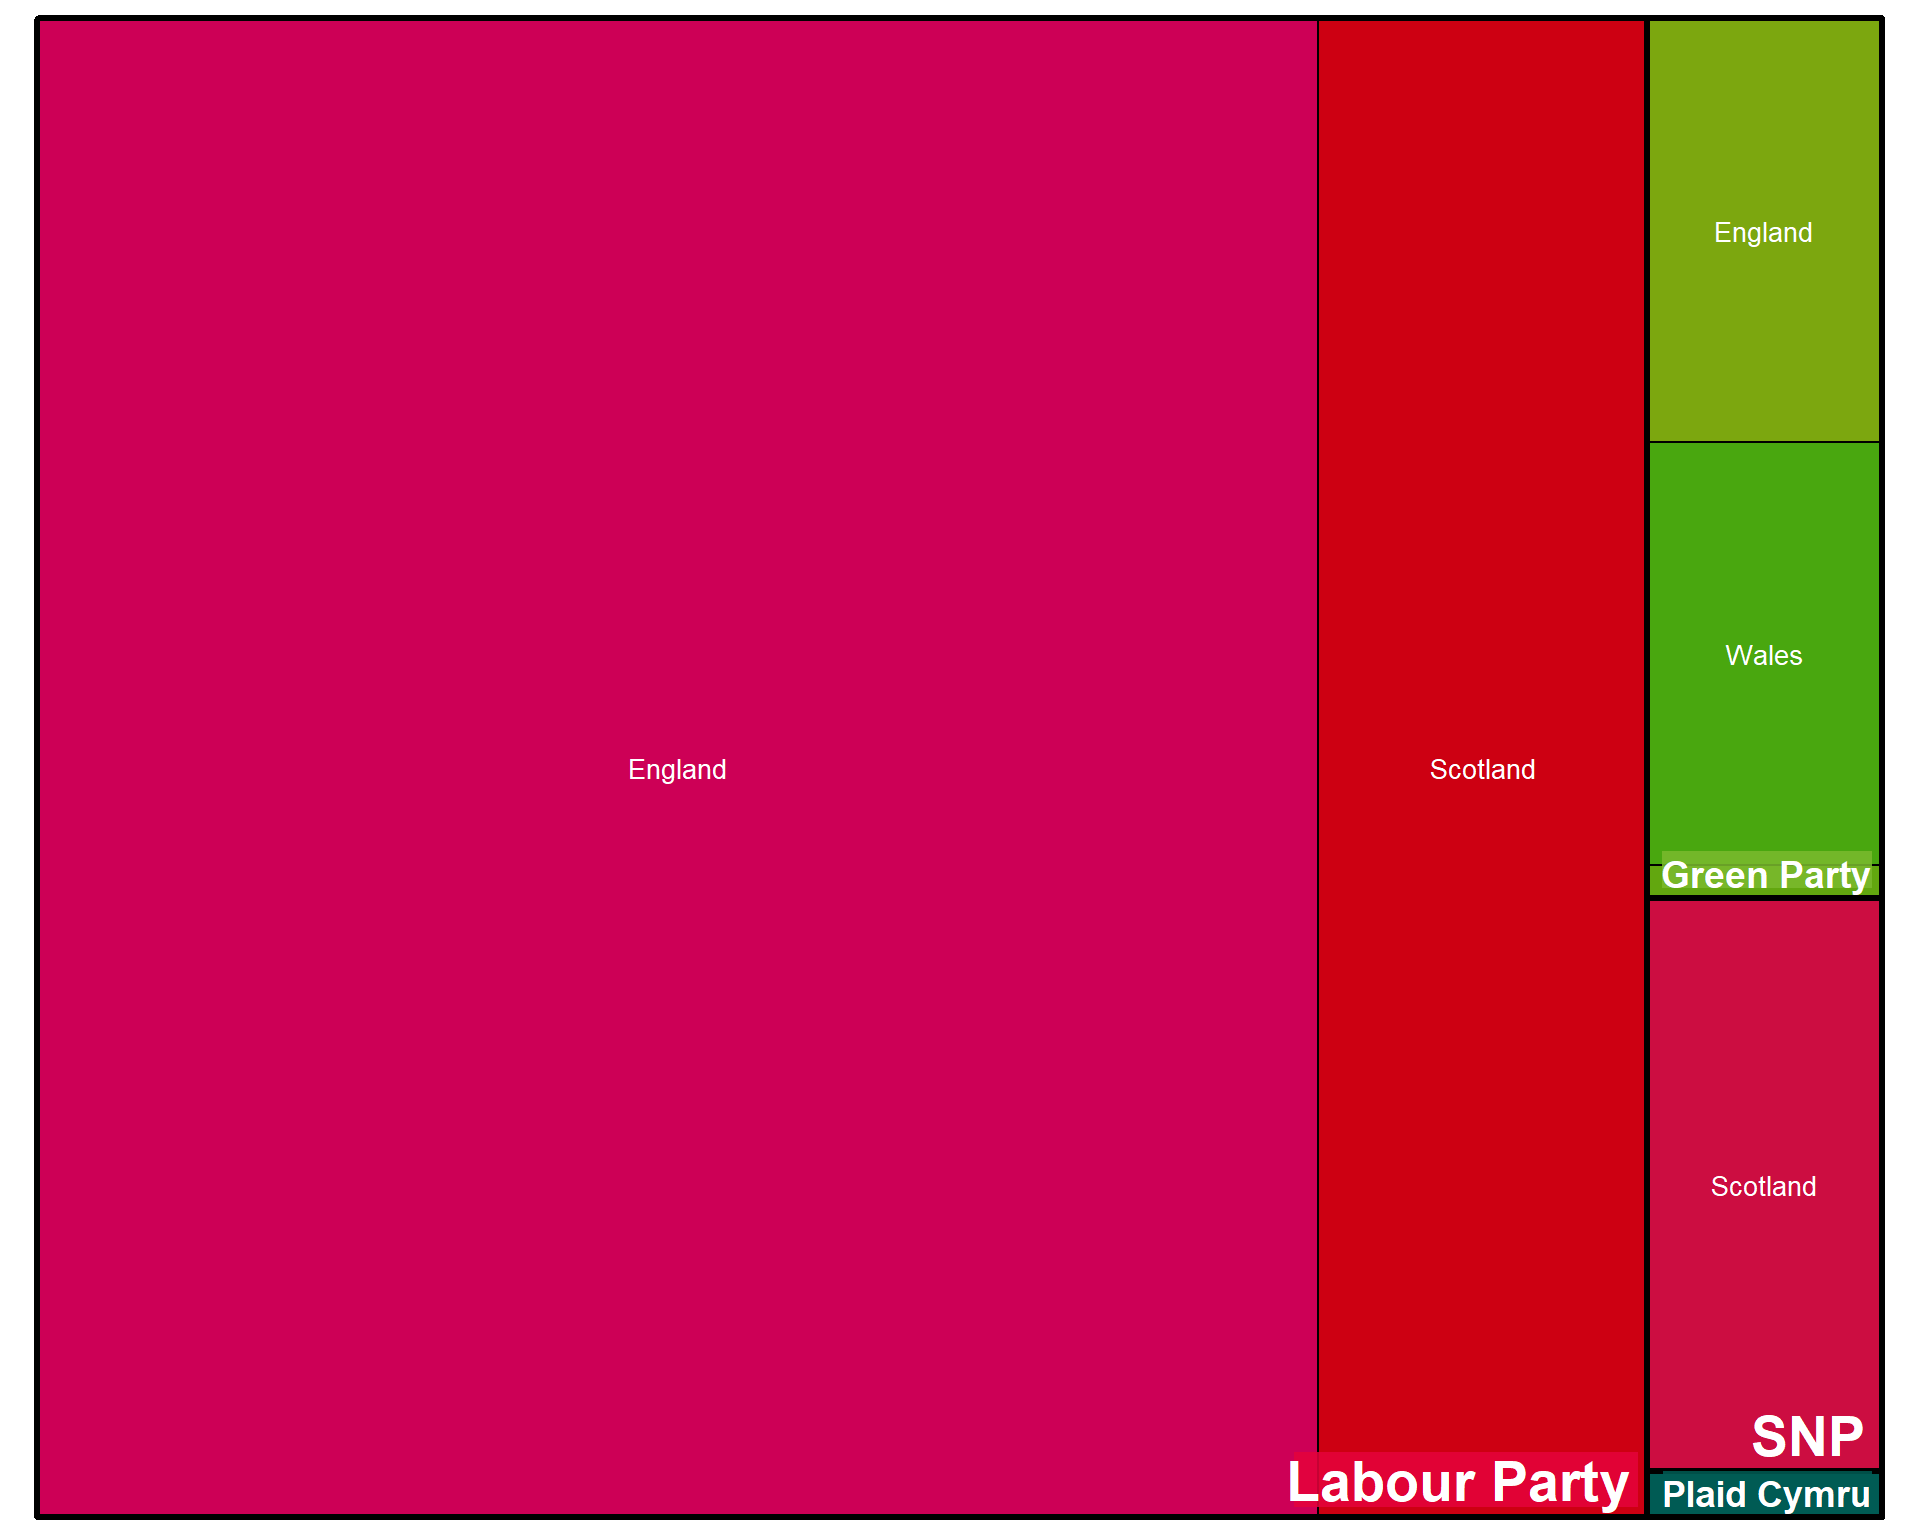 England
Scotland
Labour Party
England
Wales
Green Party
Scotland
SNP
Plaid Cymru